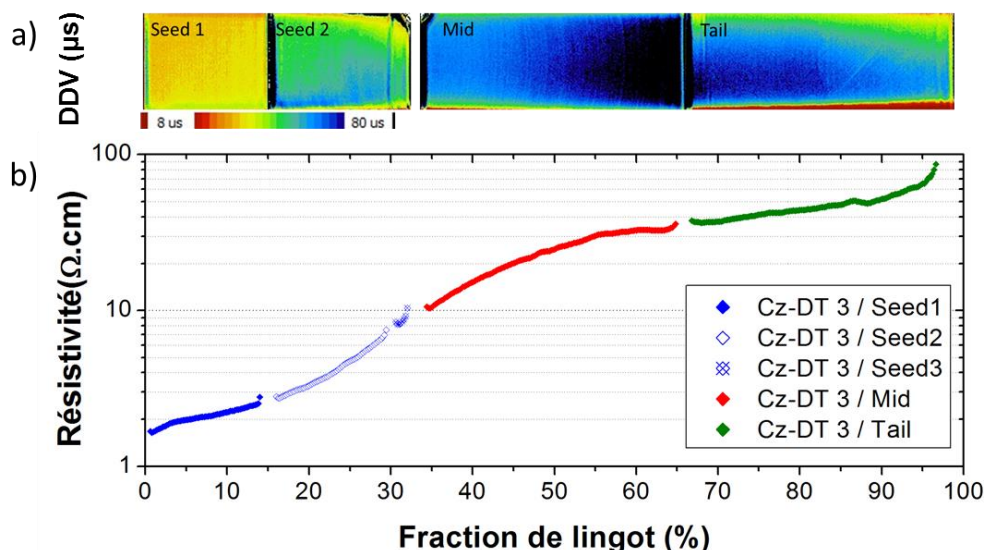 a)
DDV (µs)
Seed 1
Seed 2
Mid
Tail
8 us
80 us
b)
Résistivité(Ω.cm)
100
10
1
0
10
20
30
40
50
60
70
80
90
100
Cz-DT 3 / Seed1
Cz-DT 3 / Seed2
Cz-DT 3 / Seed3
Cz-DT 3 / Mid
Cz-DT 3 / Tail
Fraction de lingot (%)